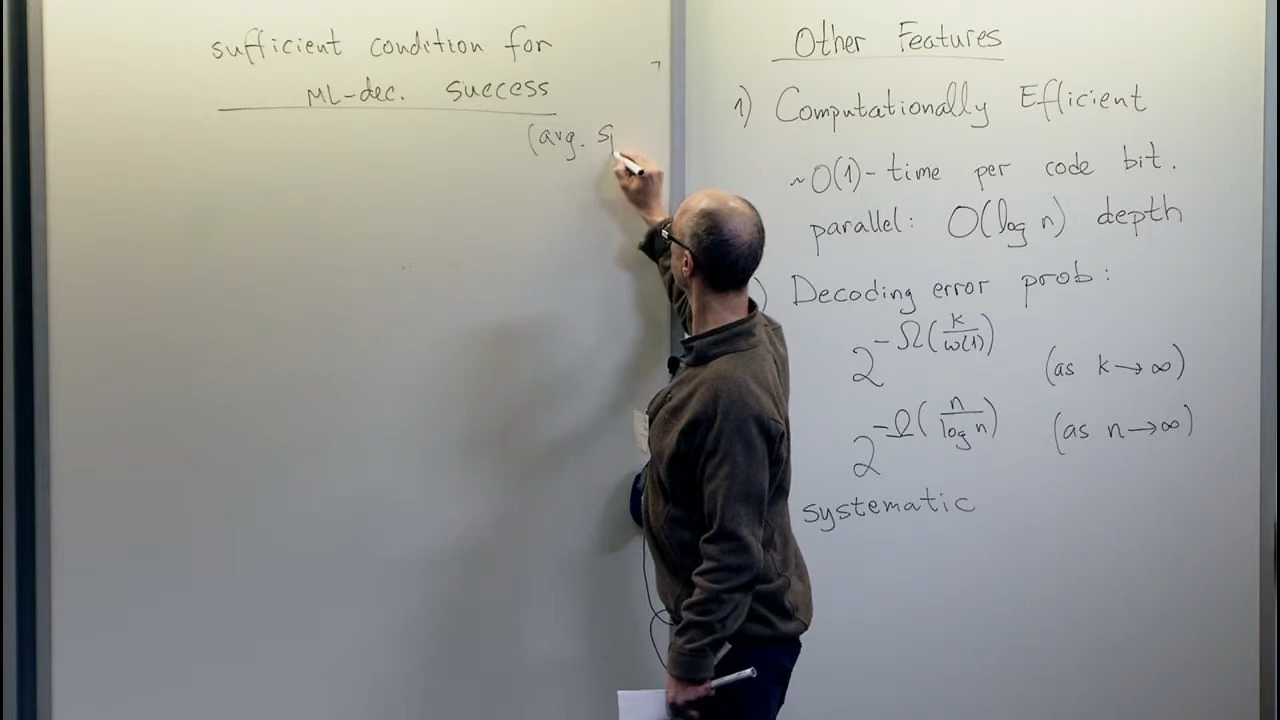 sufficient condition for
ML-dec. success
(avg.
Other Features
1) Computationally Efficient
~O(1)-time per code bit.
parallel: O(log n) depth
) Decoding error prob:
2^{-Ω(k/ω(1))} (as k→∞)
2^{-Ω(n/log n)} (as n→∞)
systematic